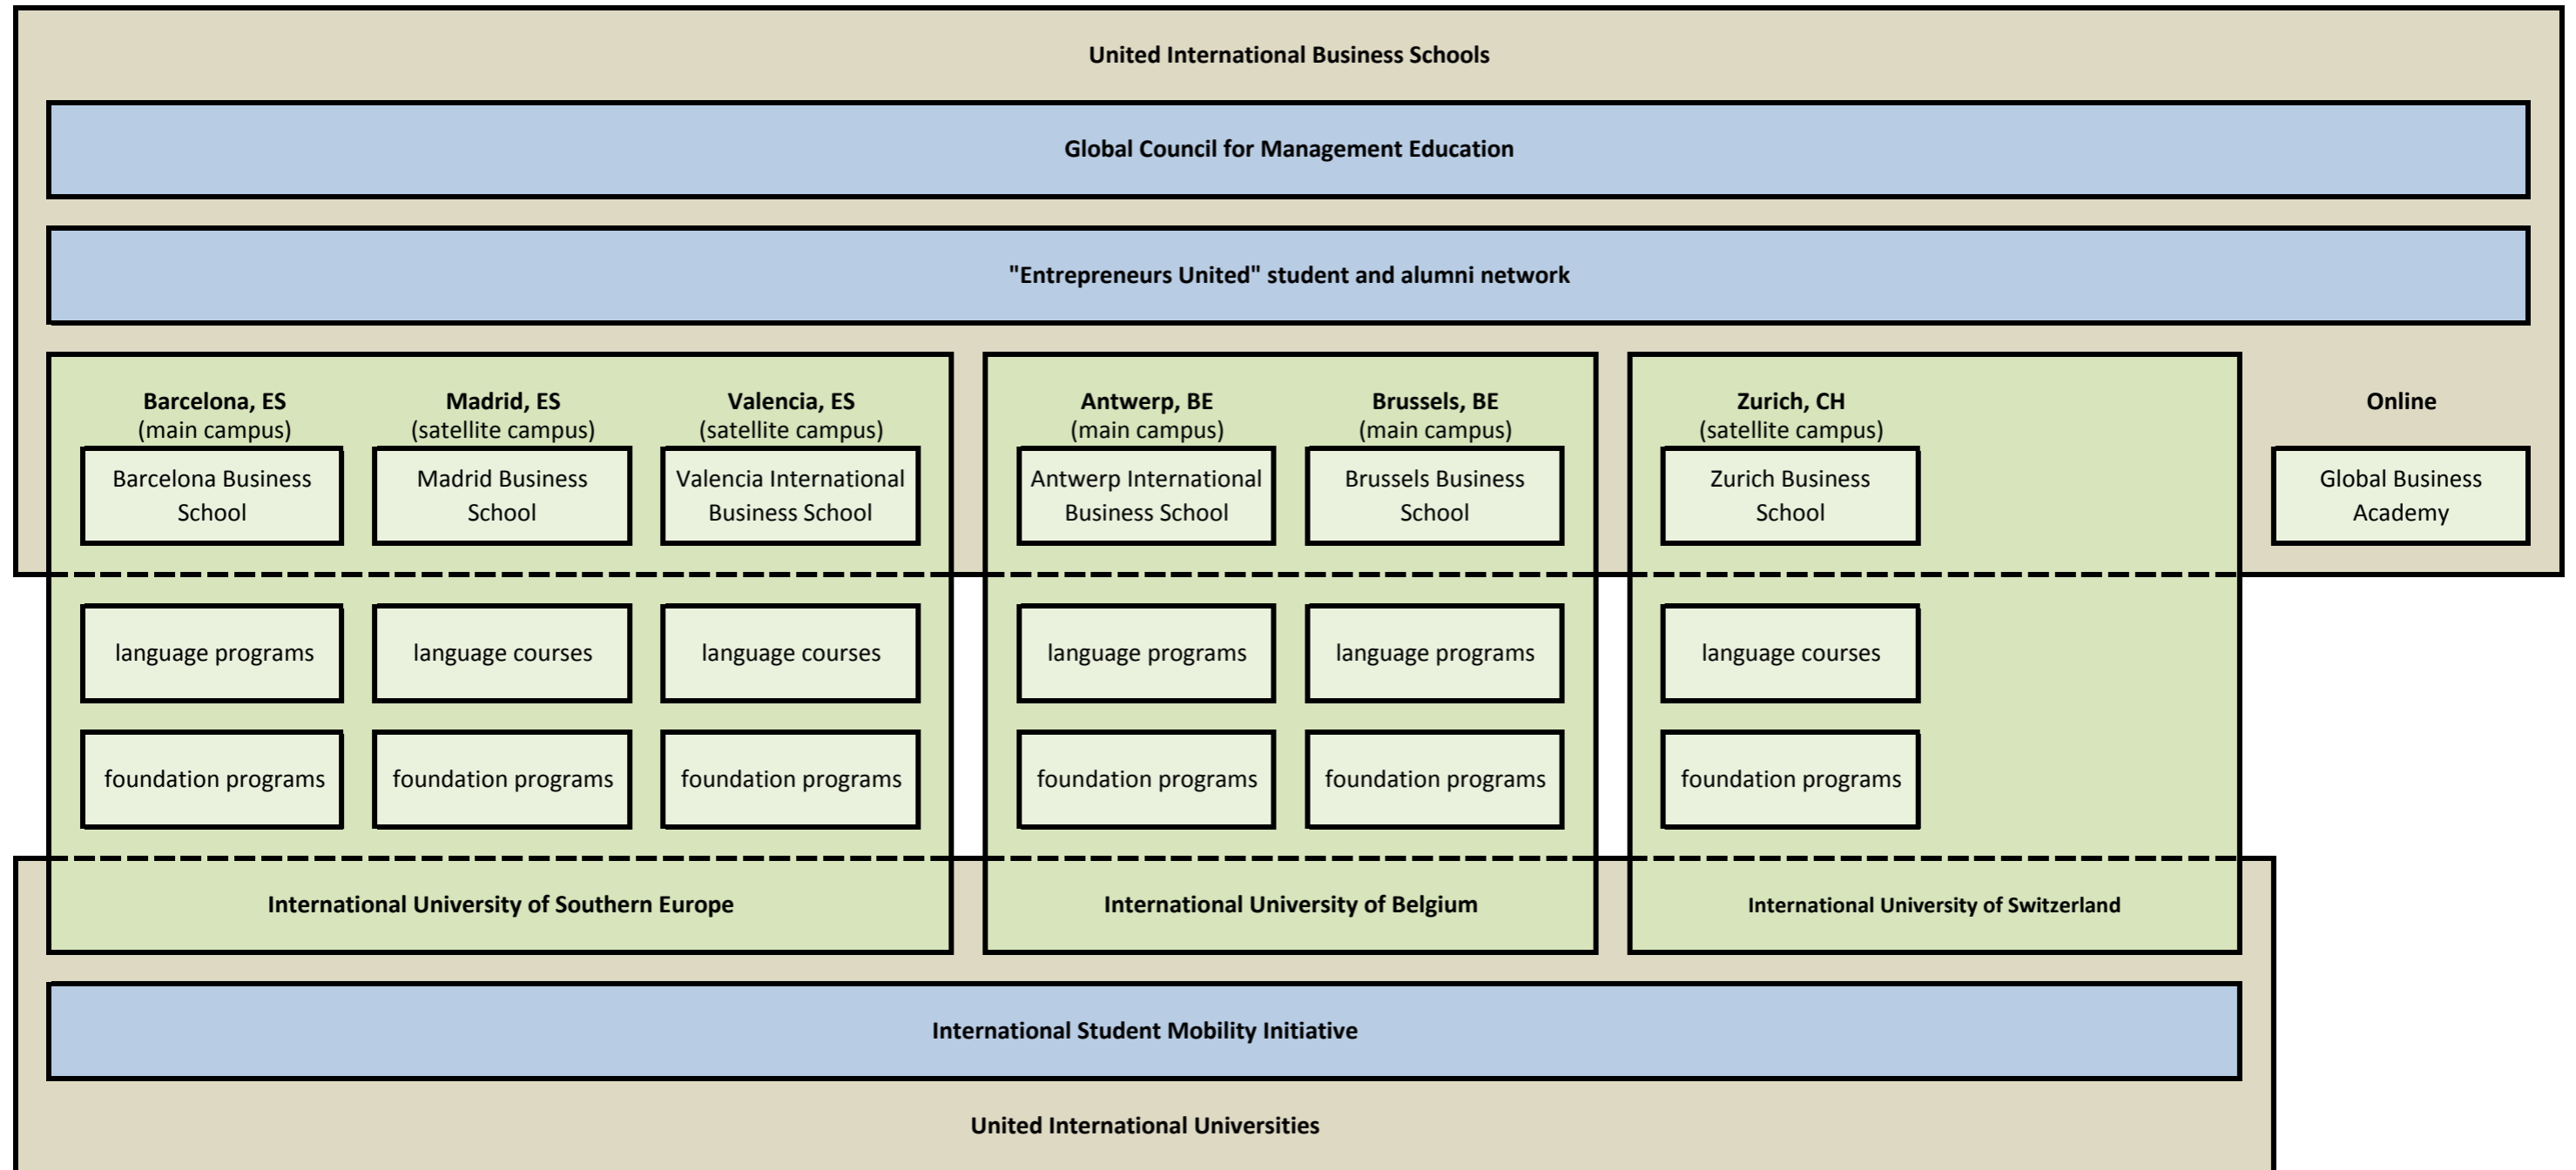 United International Business Schools
Global Council for Management Education
"Entrepreneurs United" student and alumni network
Barcelona, ES
(main campus)
Barcelona Business
School
Madrid, ES
(satellite campus)
Madrid Business
School
Valencia, ES
(satellite campus)
Valencia International
Business School
Antwerp, BE
(main campus)
Antwerp International
Business School
Brussels, BE
(main campus)
Brussels Business
School
Zurich, CH
(satellite campus)
Zurich Business
School
Online
Global Business
Academy
language programs
language courses
language courses
language programs
language programs
language courses
foundation programs
foundation programs
foundation programs
foundation programs
foundation programs
foundation programs
International University of Southern Europe
International University of Belgium
International University of Switzerland
International Student Mobility Initiative
United International Universities